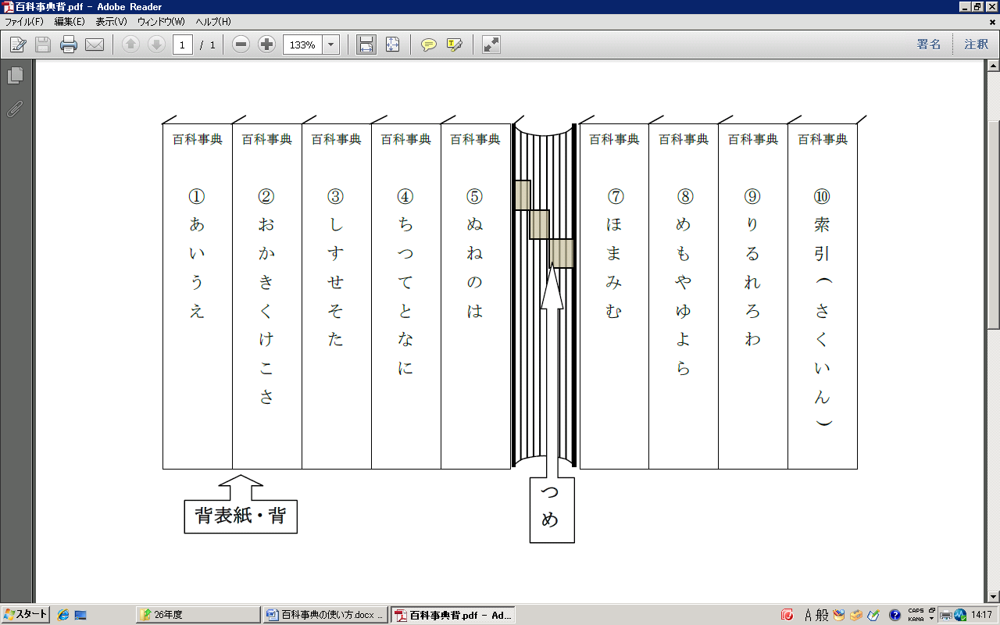 百科事典背.pdf - Adobe Reader
ファイル(F) 編集(E) 表示(V) ウィンドウ(W) ヘルプ(H)
1 / 1 133% 署名 注釈
百科事典
①あいうえ
百科事典
②おかきくけこさ
百科事典
③しすせそた
百科事典
④ちつてとなに
百科事典
⑤ぬねのは
百科事典
⑦ほまみむ
百科事典
⑧めもやゆよら
百科事典
⑨りるれろわ
百科事典
⑩索引(さくいん)
背表紙・背
つめ
スタート 26年度 百科事典の使い方.docx ... 百科事典背.pdf - Ad... A 般 CAPS KANA 14:17